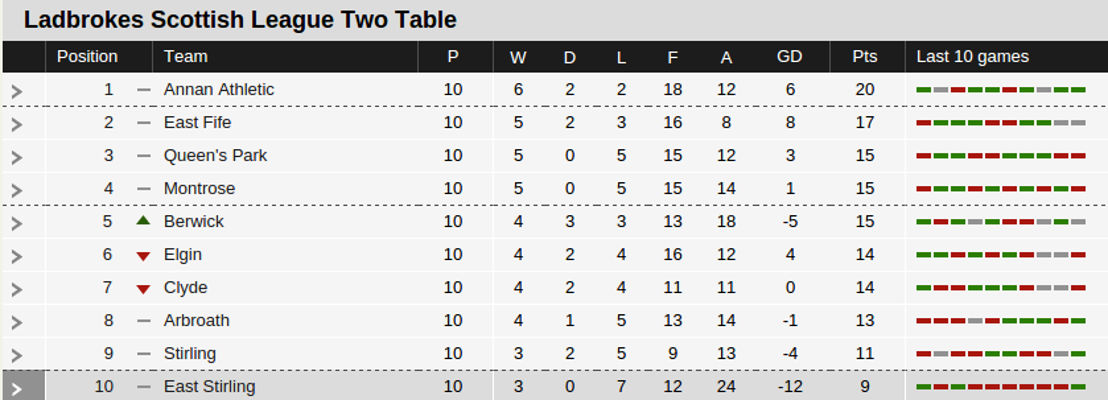 Ladbrokes Scottish League Two Table
Position Team P W D L F A GD Pts Last 10 games
1 Annan Athletic 10 6 2 2 18 12 6 20
2 East Fife 10 5 2 3 16 8 8 17
3 Queen's Park 10 5 0 5 15 12 3 15
4 Montrose 10 5 0 5 15 14 1 15
5 Berwick 10 4 3 3 13 18 -5 15
6 Elgin 10 4 2 4 16 12 4 14
7 Clyde 10 4 2 4 11 11 0 14
8 Arbroath 10 4 1 5 13 14 -1 13
9 Stirling 10 3 2 5 9 13 -4 11
10 East Stirling 10 3 0 7 12 24 -12 9